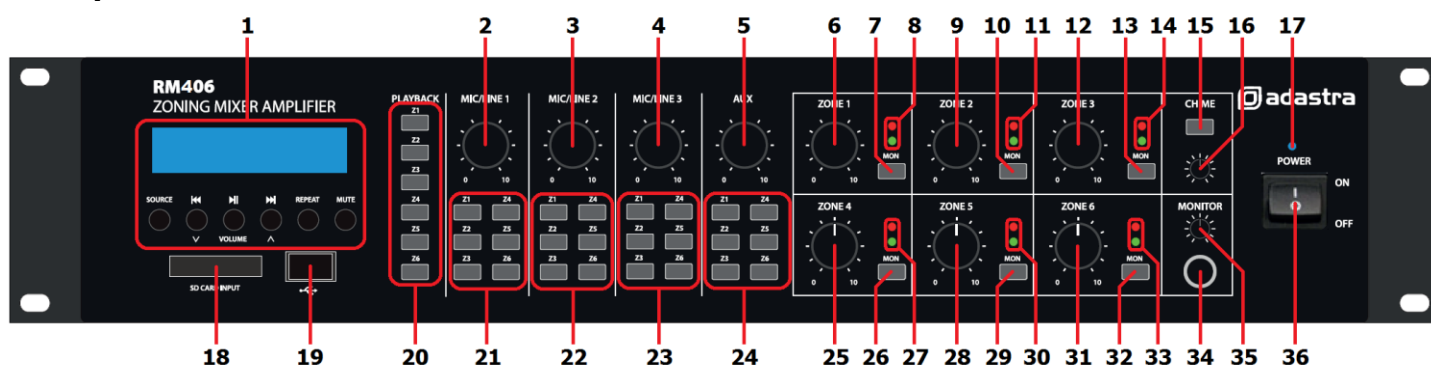 1 2 3 4 5 6 7 8 9 10 11 12 13 14 15 16 17
RM406
ZONING MIXER AMPLIFIER
PLAYBACK MIC/LINE 1 MIC/LINE 2 MIC/LINE 3 AUX ZONE 1 ZONE 2 ZONE 3 CHIME adastra
Z1
Z2
Z3
Z4
Z5
Z6
0 10 0 10 0 10 0 10
MON MON MON
0 10 0 10 0 10
POWER
ON
OFF
SOURCE REPEAT MUTE
VOLUME
SD CARD INPUT
Z1 Z4 Z1 Z4 Z1 Z4 Z1 Z4
Z2 Z5 Z2 Z5 Z2 Z5 Z2 Z5
Z3 Z6 Z3 Z6 Z3 Z6 Z3 Z6
ZONE 4 ZONE 5 ZONE 6 MONITOR
MON MON MON
0 10 0 10 0 10
18 19 20 21 22 23 24 25 26 27 28 29 30 31 32 33 34 35 36